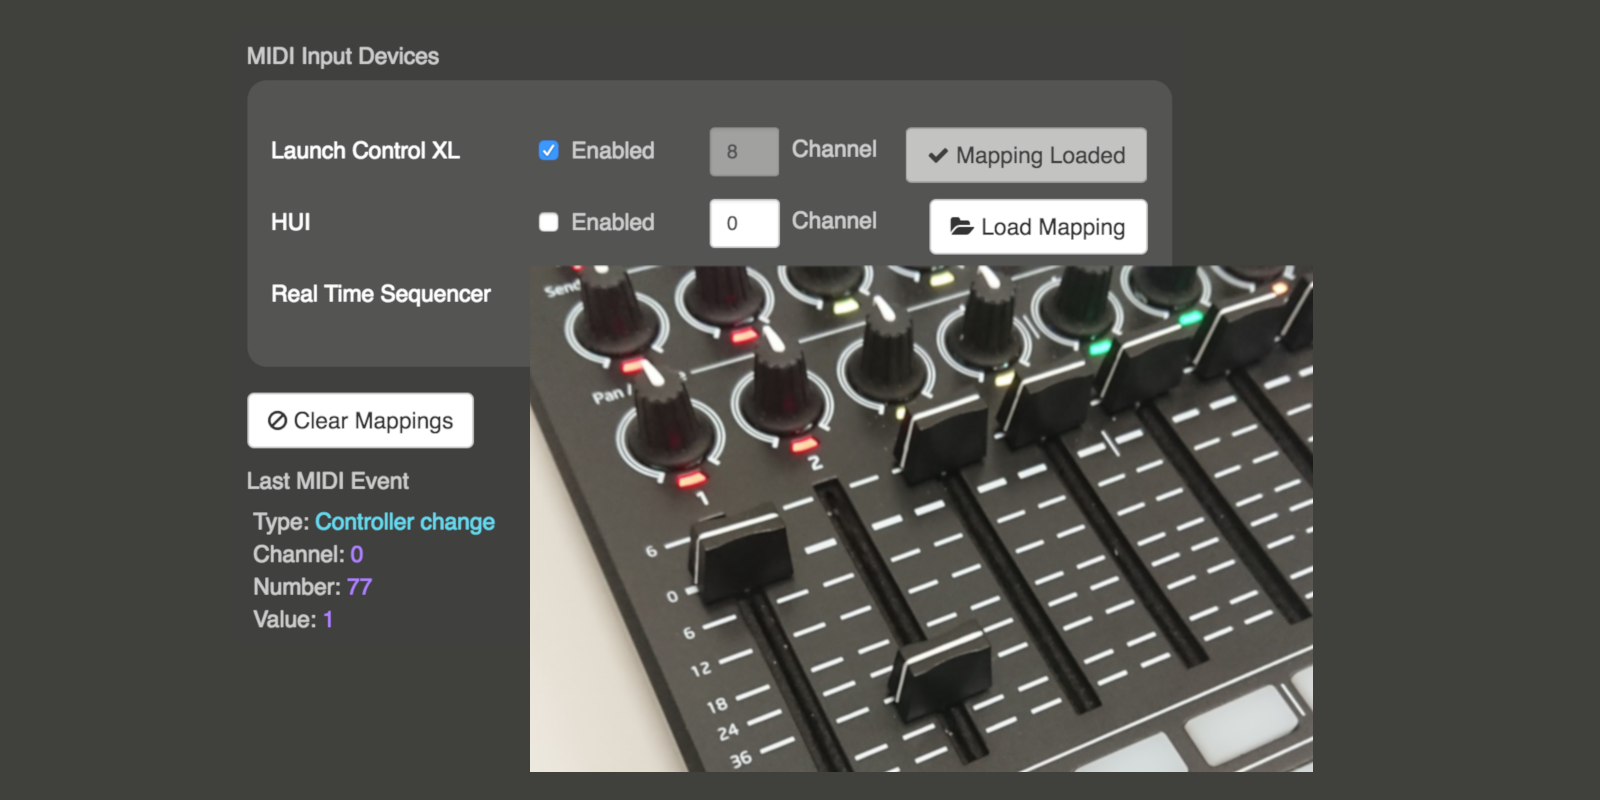 MIDI Input Devices
Launch Control XL Enabled 8 Channel Mapping Loaded
HUI Enabled 0 Channel Load Mapping
Real Time Sequencer
Clear Mappings
Last MIDI Event
Type: Controller change
Channel: 0
Number: 77
Value: 1
Send
Pan /
1
2
6
0
6
12
18
24
36